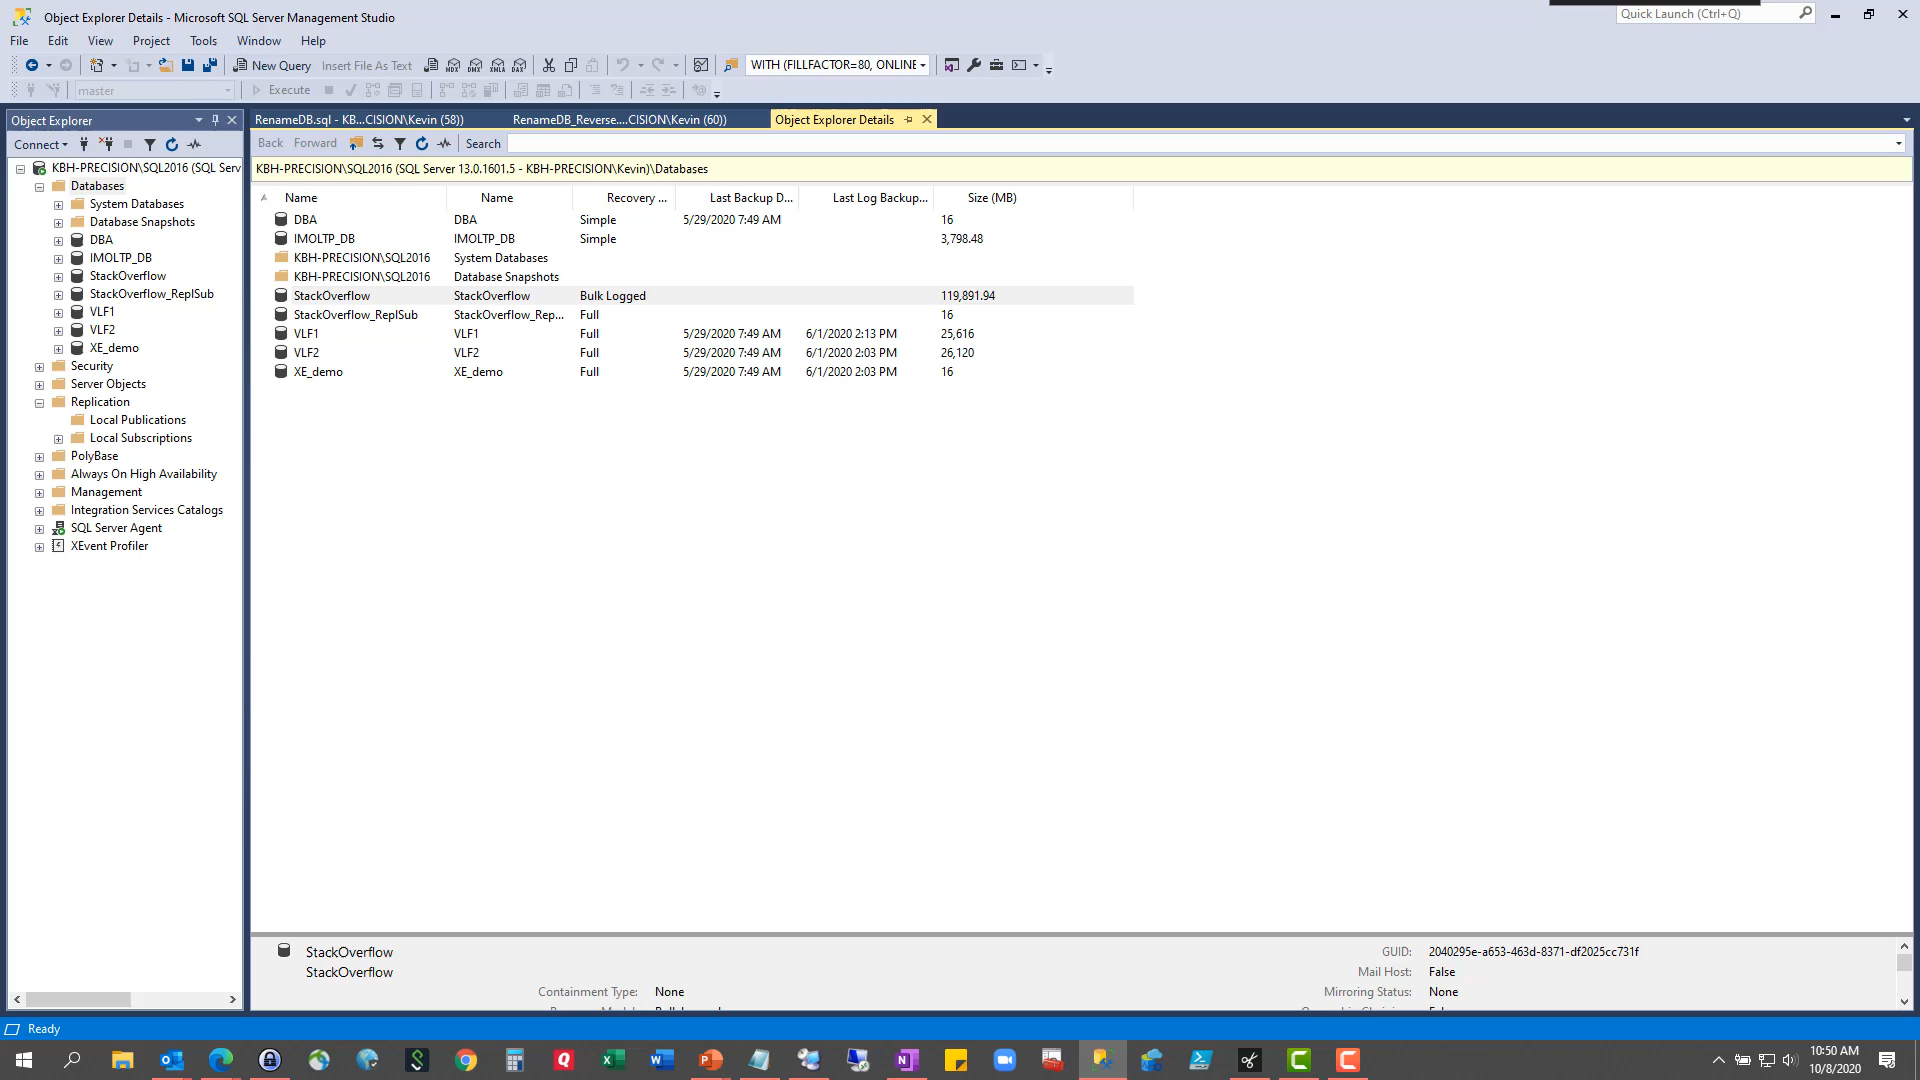 Object Explorer Details - Microsoft SQL Server Management Studio
Quick Launch (Ctrl+Q)
File Edit View Project Tools Window Help
New Query Insert File As Text WITH (FILLFACTOR=80, ONLINE
master Execute
Object Explorer
RenameDB.sql - KB...CISION\Kevin (58)) RenameDB_Reverse....CISION\Kevin (60)) Object Explorer Details
Connect
Back Forward Search
KBH-PRECISION\SQL2016 (SQL Serv
Databases
System Databases
Database Snapshots
DBA
IMOLTP_DB
StackOverflow
StackOverflow_ReplSub
VLF1
VLF2
XE_demo
Security
Server Objects
Replication
Local Publications
Local Subscriptions
PolyBase
Always On High Availability
Management
Integration Services Catalogs
SQL Server Agent
XEvent Profiler
KBH-PRECISION\SQL2016 (SQL Server 13.0.1601.5 - KBH-PRECISION\Kevin)\Databases
Name Name Recovery ... Last Backup D... Last Log Backup... Size (MB)
DBA DBA Simple 5/29/2020 7:49 AM 16
IMOLTP_DB IMOLTP_DB Simple 3,798.48
KBH-PRECISION\SQL2016 System Databases
KBH-PRECISION\SQL2016 Database Snapshots
StackOverflow StackOverflow Bulk Logged 119,891.94
StackOverflow_ReplSub StackOverflow_Rep... Full 16
VLF1 VLF1 Full 5/29/2020 7:49 AM 6/1/2020 2:13 PM 25,616
VLF2 VLF2 Full 5/29/2020 7:49 AM 6/1/2020 2:03 PM 26,120
XE_demo XE_demo Full 5/29/2020 7:49 AM 6/1/2020 2:03 PM 16
StackOverflow GUID: 2040295e-a653-463d-8371-df2025cc731f
StackOverflow Mail Host: False
Containment Type: None Mirroring Status: None
Ready
10:50 AM
10/8/2020